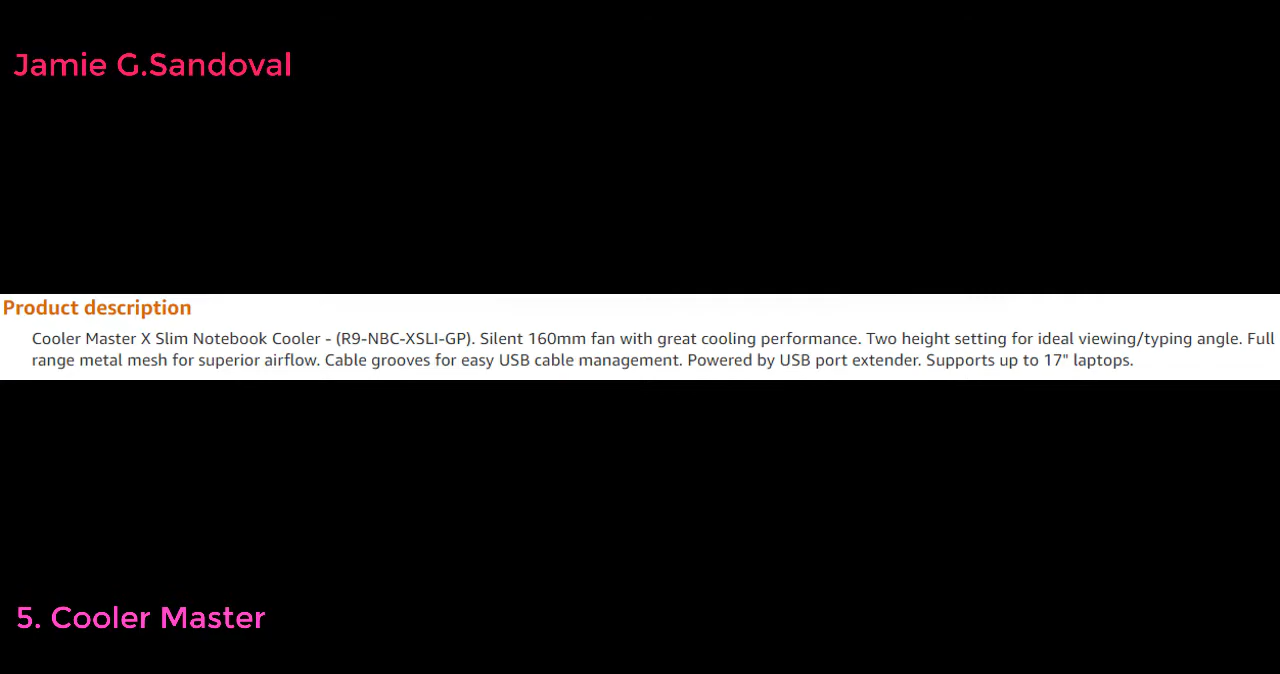 Jamie G.Sandoval
Product description
Cooler Master X Slim Notebook Cooler - (R9-NBC-XSLI-GP). Silent 160mm fan with great cooling performance. Two height setting for ideal viewing/typing angle. Full
range metal mesh for superior airflow. Cable grooves for easy USB cable management. Powered by USB port extender. Supports up to 17" laptops.
5. Cooler Master